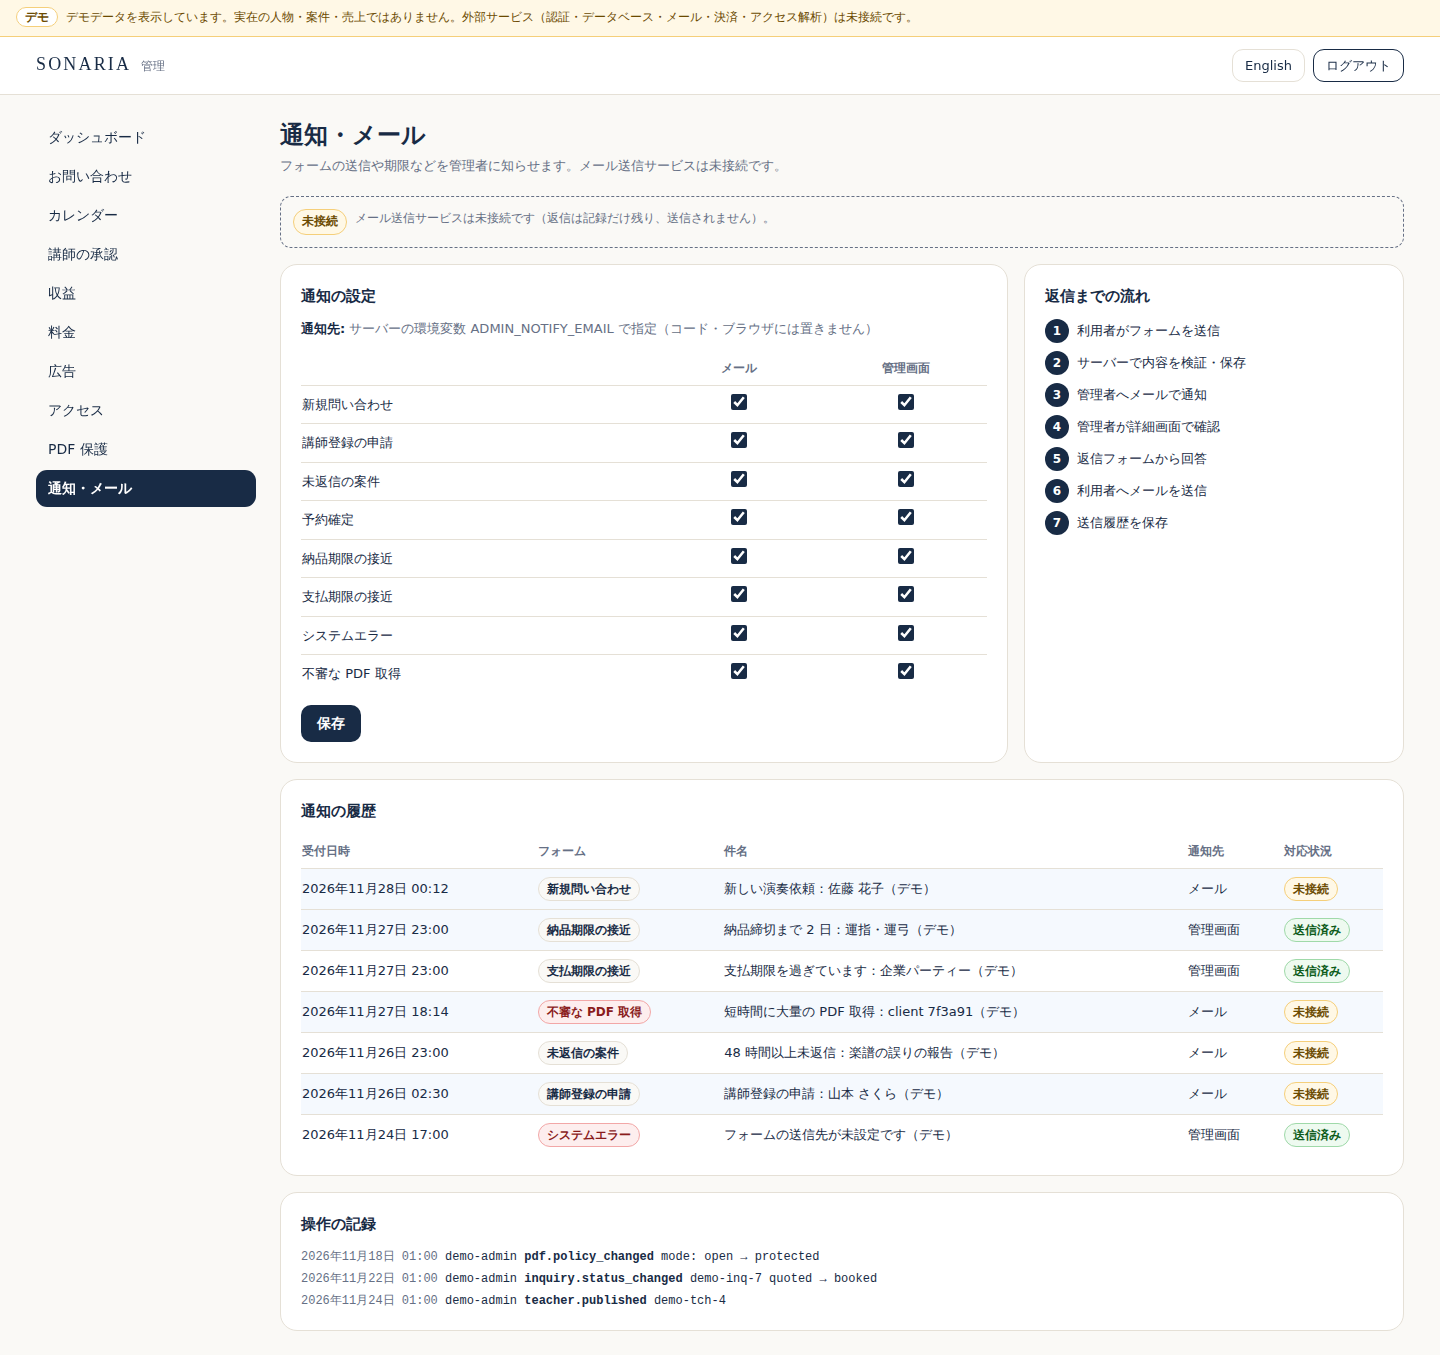 デモ デモデータを表示しています。実在の人物・案件・売上ではありません。外部サービス（認証・データベース・メール・決済・アクセス解析）は未接続です。
SONARIA 管理
English
ログアウト
ダッシュボード
お問い合わせ
カレンダー
講師の承認
収益
料金
広告
アクセス
PDF 保護
通知・メール
通知・メール
フォームの送信や期限などを管理者に知らせます。メール送信サービスは未接続です。
未接続 メール送信サービスは未接続です（返信は記録だけ残り、送信されません）。
通知の設定
通知先: サーバーの環境変数 ADMIN_NOTIFY_EMAIL で指定（コード・ブラウザには置きません）
メール 管理画面
新規問い合わせ
講師登録の申請
未返信の案件
予約確定
納品期限の接近
支払期限の接近
システムエラー
不審な PDF 取得
保存
返信までの流れ
1 利用者がフォームを送信
2 サーバーで内容を検証・保存
3 管理者へメールで通知
4 管理者が詳細画面で確認
5 返信フォームから回答
6 利用者へメールを送信
7 送信履歴を保存
通知の履歴
受付日時 フォーム 件名 通知先 対応状況
2026年11月28日 00:12 新規問い合わせ 新しい演奏依頼：佐藤 花子（デモ） メール 未接続
2026年11月27日 23:00 納品期限の接近 納品締切まで 2 日：運指・運弓（デモ） 管理画面 送信済み
2026年11月27日 23:00 支払期限の接近 支払期限を過ぎています：企業パーティー（デモ） 管理画面 送信済み
2026年11月27日 18:14 不審な PDF 取得 短時間に大量の PDF 取得：client 7f3a91（デモ） メール 未接続
2026年11月26日 23:00 未返信の案件 48 時間以上未返信：楽譜の誤りの報告（デモ） メール 未接続
2026年11月26日 02:30 講師登録の申請 講師登録の申請：山本 さくら（デモ） メール 未接続
2026年11月24日 17:00 システムエラー フォームの送信先が未設定です（デモ） 管理画面 送信済み
操作の記録
2026年11月18日 01:00 demo-admin pdf.policy_changed mode: open → protected
2026年11月22日 01:00 demo-admin inquiry.status_changed demo-inq-7 quoted → booked
2026年11月24日 01:00 demo-admin teacher.published demo-tch-4